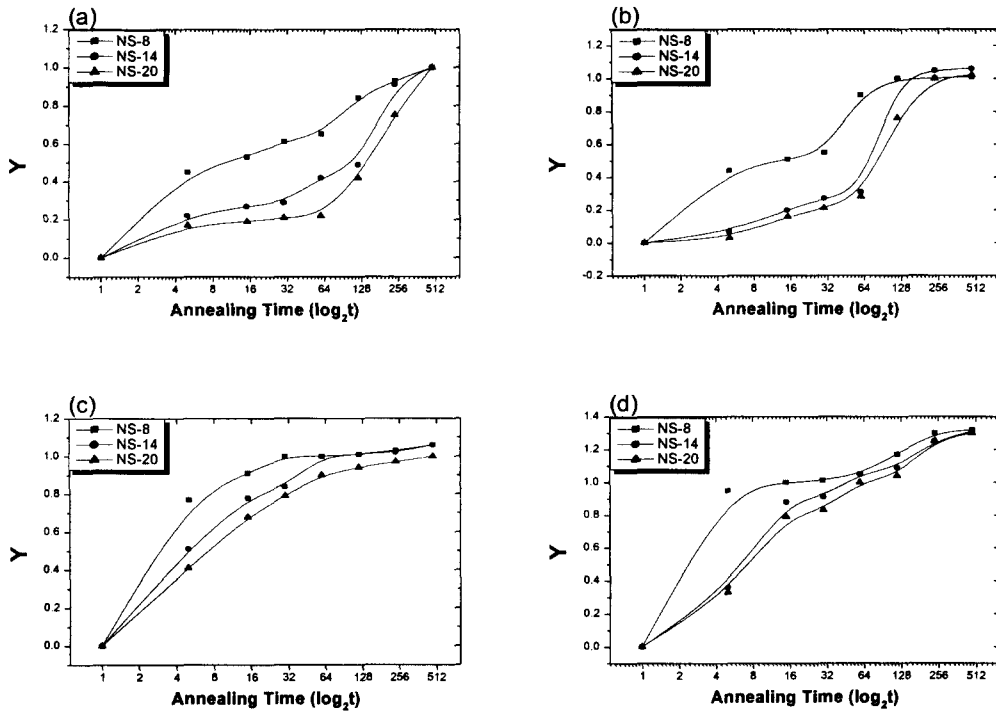 (a)
NS-8
NS-14
NS-20
1.2
1.0
0.8
0.6
0.4
0.2
0.0
Y
1 2 4 8 16 32 64 128 256 512
Annealing Time (log₂t)
(b)
NS-8
NS-14
NS-20
1.2
1.0
0.8
0.6
0.4
0.2
0.0
-0.2
Y
1 2 4 8 16 32 64 128 256 512
Annealing Time (log₂t)
(c)
NS-8
NS-14
NS-20
1.2
1.0
0.8
0.6
0.4
0.2
0.0
Y
1 2 4 8 16 32 64 128 256 512
Annealing Time (log₂t)
(d)
NS-8
NS-14
NS-20
1.4
1.2
1.0
0.8
0.6
0.4
0.2
0.0
Y
1 2 4 8 16 32 64 128 256 512
Annealing Time (log₂t)